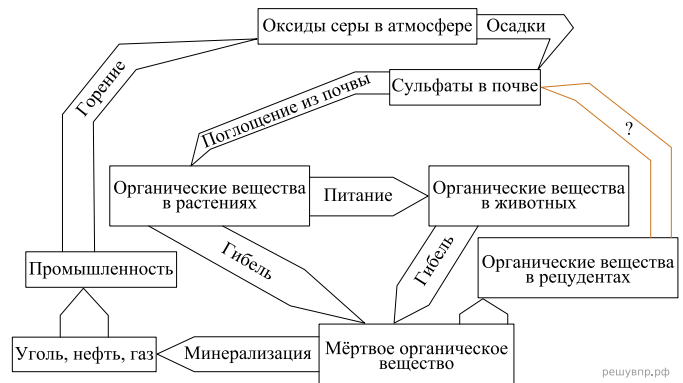 Оксиды серы в атмосфере
Осадки
Горение
Сульфаты в почве
Поглощение из почвы
?
Органические вещества
в растениях
Питание
Органические вещества
в животных
Гибель
Гибель
Органические вещества
в рецудентах
Промышленность
Уголь, нефть, газ
Минерализация
Мёртвое органическое
вещество
решувпр.рф